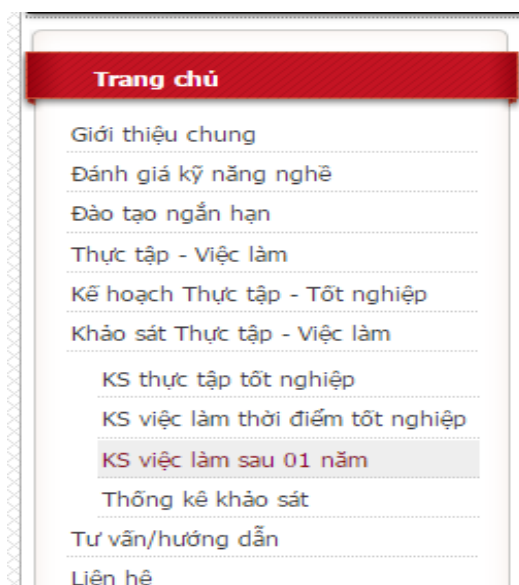 Trang chủ
Giới thiệu chung
Đánh giá kỹ năng nghề
Đào tạo ngắn hạn
Thực tập - Việc làm
Kế hoạch Thực tập - Tốt nghiệp
Khảo sát Thực tập - Việc làm
KS thực tập tốt nghiệp
KS việc làm thời điểm tốt nghiệp
KS việc làm sau 01 năm
Thống kê khảo sát
Tư vấn/hướng dẫn
Liên hệ